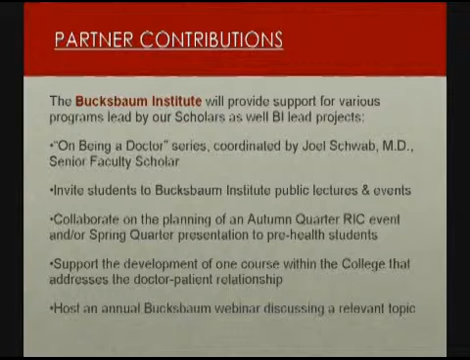 PARTNER CONTRIBUTIONS
The Bucksbaum Institute will provide support for various
programs lead by our Scholars as well BI lead projects:
•"On Being a Doctor" series, coordinated by Joel Schwab, M.D.,
Senior Faculty Scholar
•Invite students to Bucksbaum Institute public lectures & events
•Collaborate on the planning of an Autumn Quarter RIC event
and/or Spring Quarter presentation to pre-health students
•Support the development of one course within the College that
addresses the doctor-patient relationship
•Host an annual Bucksbaum webinar discussing a relevant topic